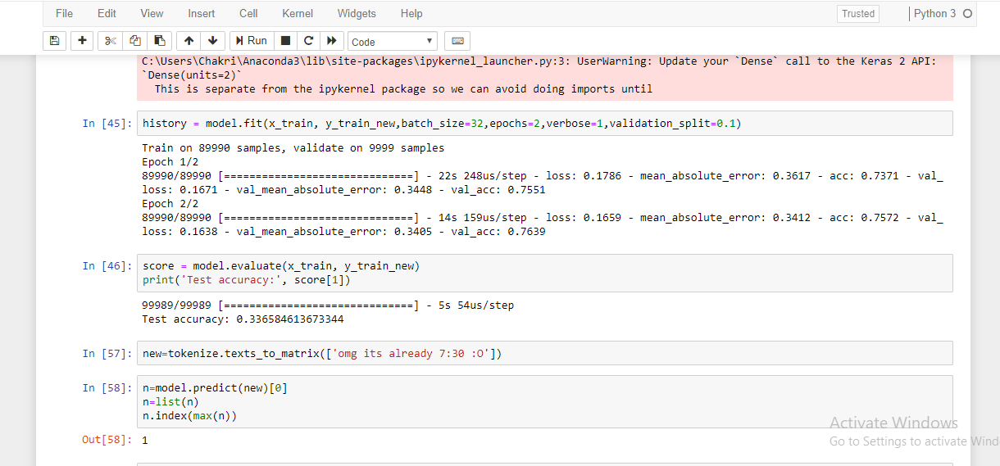 File Edit View Insert Cell Kernel Widgets Help Trusted Python 3
Run Code
C:\Users\Chakri\Anaconda3\lib\site-packages\ipykernel_launcher.py:3: UserWarning: Update your `Dense` call to the Keras 2 API:
`Dense(units=2)`
  This is separate from the ipykernel package so we can avoid doing imports until
In [45]: history = model.fit(x_train, y_train_new,batch_size=32,epochs=2,verbose=1,validation_split=0.1)
Train on 89990 samples, validate on 9999 samples
Epoch 1/2
89990/89990 [==============================] - 22s 248us/step - loss: 0.1786 - mean_absolute_error: 0.3617 - acc: 0.7371 - val_
loss: 0.1671 - val_mean_absolute_error: 0.3448 - val_acc: 0.7551
Epoch 2/2
89990/89990 [==============================] - 14s 159us/step - loss: 0.1659 - mean_absolute_error: 0.3412 - acc: 0.7572 - val_
loss: 0.1638 - val_mean_absolute_error: 0.3405 - val_acc: 0.7639
In [46]: score = model.evaluate(x_train, y_train_new)
print('Test accuracy:', score[1])
99989/99989 [==============================] - 5s 54us/step
Test accuracy: 0.336584613673344
In [57]: new=tokenize.texts_to_matrix(['omg its already 7:30 :O'])
In [58]: n=model.predict(new)[0]
n=list(n)
n.index(max(n))
Out[58]: 1
Activate Windows
Go to Settings to activate Wind